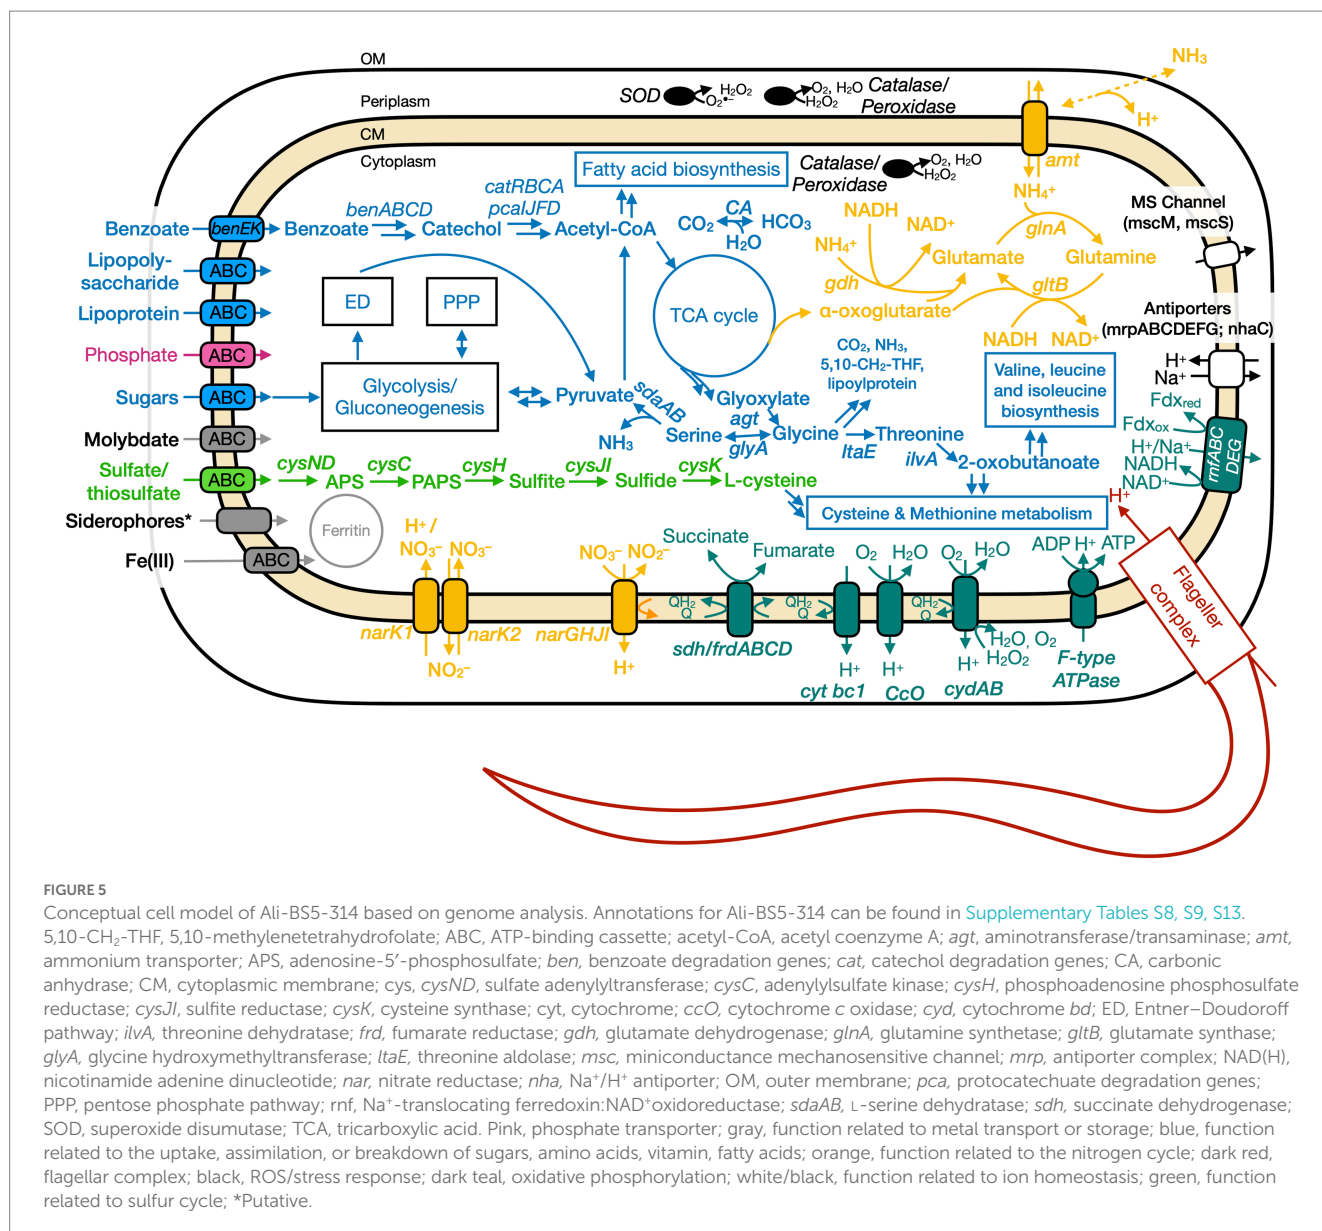 OM
Periplasm
CM
Cytoplasm
SOD
H₂O₂
O₂•–
O₂, H₂O
H₂O₂
Catalase/
Peroxidase
NH₃
H⁺
amt
NH₄⁺
Fatty acid biosynthesis
Catalase/
Peroxidase
O₂, H₂O
H₂O₂
MS Channel
(mscM, mscS)
Benzoate
benEK
Benzoate
benABCD
Catechol
catRBCA
pcaIJFD
Acetyl-CoA
CO₂
CA
HCO₃
H₂O
NADH
NAD⁺
NH₄⁺
gdh
Glutamate
glnA
Glutamine
gltB
α-oxoglutarate
NADH
NAD⁺
Lipopoly-
saccharide
ABC
Lipoprotein
ABC
Phosphate
ABC
Sugars
ABC
Molybdate
ABC
Sulfate/
thiosulfate
ABC
Siderophores*
Fe(III)
ABC
ED
PPP
Glycolysis/
Gluconeogenesis
Pyruvate
TCA cycle
Antiporters
(mrpABCDEFG; nhaC)
H⁺
Na⁺
CO₂, NH₃,
5,10-CH₂-THF,
lipoylprotein
Valine, leucine
and isoleucine
biosynthesis
Fdxred
Fdxox
H⁺/Na⁺
NADH
NAD⁺
rnfABC
DEG
sdaAB
Glyoxylate
agt
NH₃
Serine
glyA
Glycine
ltaE
Threonine
ilvA
2-oxobutanoate
cysND
APS
cysC
PAPS
cysH
Sulfite
cysJI
Sulfide
cysK
L-cysteine
Cysteine & Methionine metabolism
H⁺
Ferritin
H⁺/
NO₃⁻
NO₃⁻
narK1
narK2
NO₂⁻
NO₃⁻
NO₂⁻
narGHJI
H⁺
Succinate
Fumarate
QH₂
Q
sdh/frdABCD
QH₂
Q
O₂
H₂O
H⁺
cyt bc1
H⁺
CcO
QH₂
Q
O₂
H₂O
H⁺
H₂O, O₂
H₂O₂
cydAB
ADP
H⁺
ATP
F-type
ATPase
Flageller
complex
FIGURE 5
Conceptual cell model of Ali-BS5-314 based on genome analysis. Annotations for Ali-BS5-314 can be found in Supplementary Tables S8, S9, S13.
5,10-CH₂-THF, 5,10-methylenetetrahydrofolate; ABC, ATP-binding cassette; acetyl-CoA, acetyl coenzyme A; agt, aminotransferase/transaminase; amt,
ammonium transporter; APS, adenosine-5′-phosphosulfate; ben, benzoate degradation genes; cat, catechol degradation genes; CA, carbonic
anhydrase; CM, cytoplasmic membrane; cys, cysND, sulfate adenylyltransferase; cysC, adenylylsulfate kinase; cysH, phosphoadenosine phosphosulfate
reductase; cysJI, sulfite reductase; cysK, cysteine synthase; cyt, cytochrome; ccO, cytochrome c oxidase; cyd, cytochrome bd; ED, Entner–Doudoroff
pathway; ilvA, threonine dehydratase; frd, fumarate reductase; gdh, glutamate dehydrogenase; glnA, glutamine synthetase; gltB, glutamate synthase;
glyA, glycine hydroxymethyltransferase; ltaE, threonine aldolase; msc, miniconductance mechanosensitive channel; mrp, antiporter complex; NAD(H),
nicotinamide adenine dinucleotide; nar, nitrate reductase; nha, Na⁺/H⁺ antiporter; OM, outer membrane; pca, protocatechuate degradation genes;
PPP, pentose phosphate pathway; rnf, Na⁺-translocating ferredoxin:NAD⁺oxidoreductase; sdaAB, L-serine dehydratase; sdh, succinate dehydrogenase;
SOD, superoxide disumutase; TCA, tricarboxylic acid. Pink, phosphate transporter; gray, function related to metal transport or storage; blue, function
related to the uptake, assimilation, or breakdown of sugars, amino acids, vitamin, fatty acids; orange, function related to the nitrogen cycle; dark red,
flagellar complex; black, ROS/stress response; dark teal, oxidative phosphorylation; white/black, function related to ion homeostasis; green, function
related to sulfur cycle; *Putative.